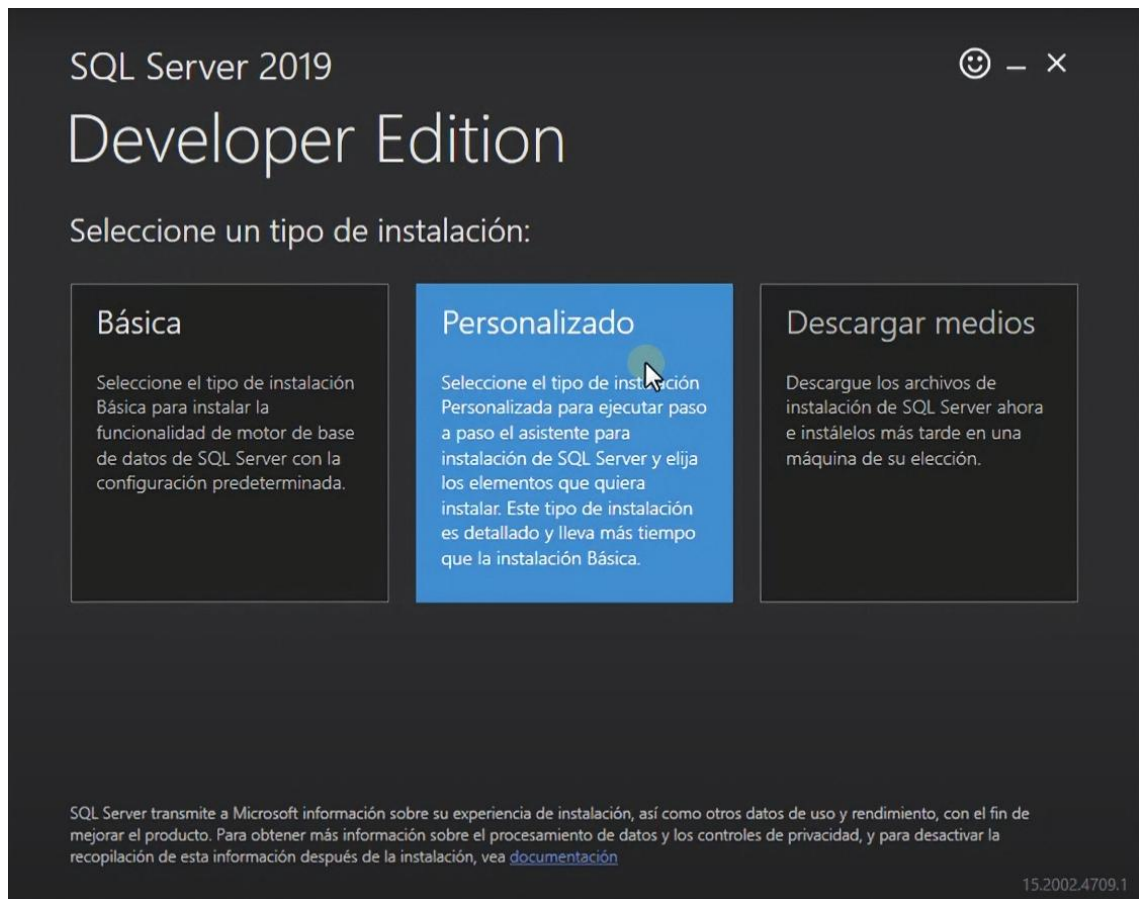 SQL Server 2019
Developer Edition
Seleccione un tipo de instalación:
Básica
Seleccione el tipo de instalación
Básica para instalar la
funcionalidad de motor de base
de datos de SQL Server con la
configuración predeterminada.
Personalizado
Seleccione el tipo de instalación
Personalizada para ejecutar paso
a paso el asistente para
instalación de SQL Server y elija
los elementos que quiera
instalar. Este tipo de instalación
es detallado y lleva más tiempo
que la instalación Básica.
Descargar medios
Descargue los archivos de
instalación de SQL Server ahora
e instálelos más tarde en una
máquina de su elección.
SQL Server transmite a Microsoft información sobre su experiencia de instalación, así como otros datos de uso y rendimiento, con el fin de
mejorar el producto. Para obtener más información sobre el procesamiento de datos y los controles de privacidad, y para desactivar la
recopilación de esta información después de la instalación, vea documentación
15.2002.4709.1